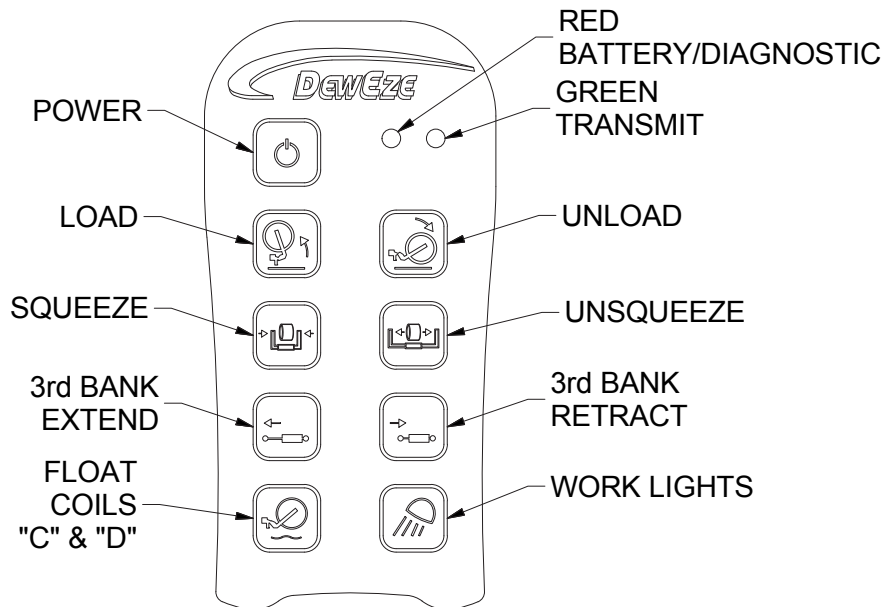 RED
BATTERY/DIAGNOSTIC
DEWEZE
GREEN
TRANSMIT
POWER
LOAD
UNLOAD
SQUEEZE
UNSQUEEZE
3rd BANK
EXTEND
3rd BANK
RETRACT
FLOAT
COILS
"C" & "D"
WORK LIGHTS